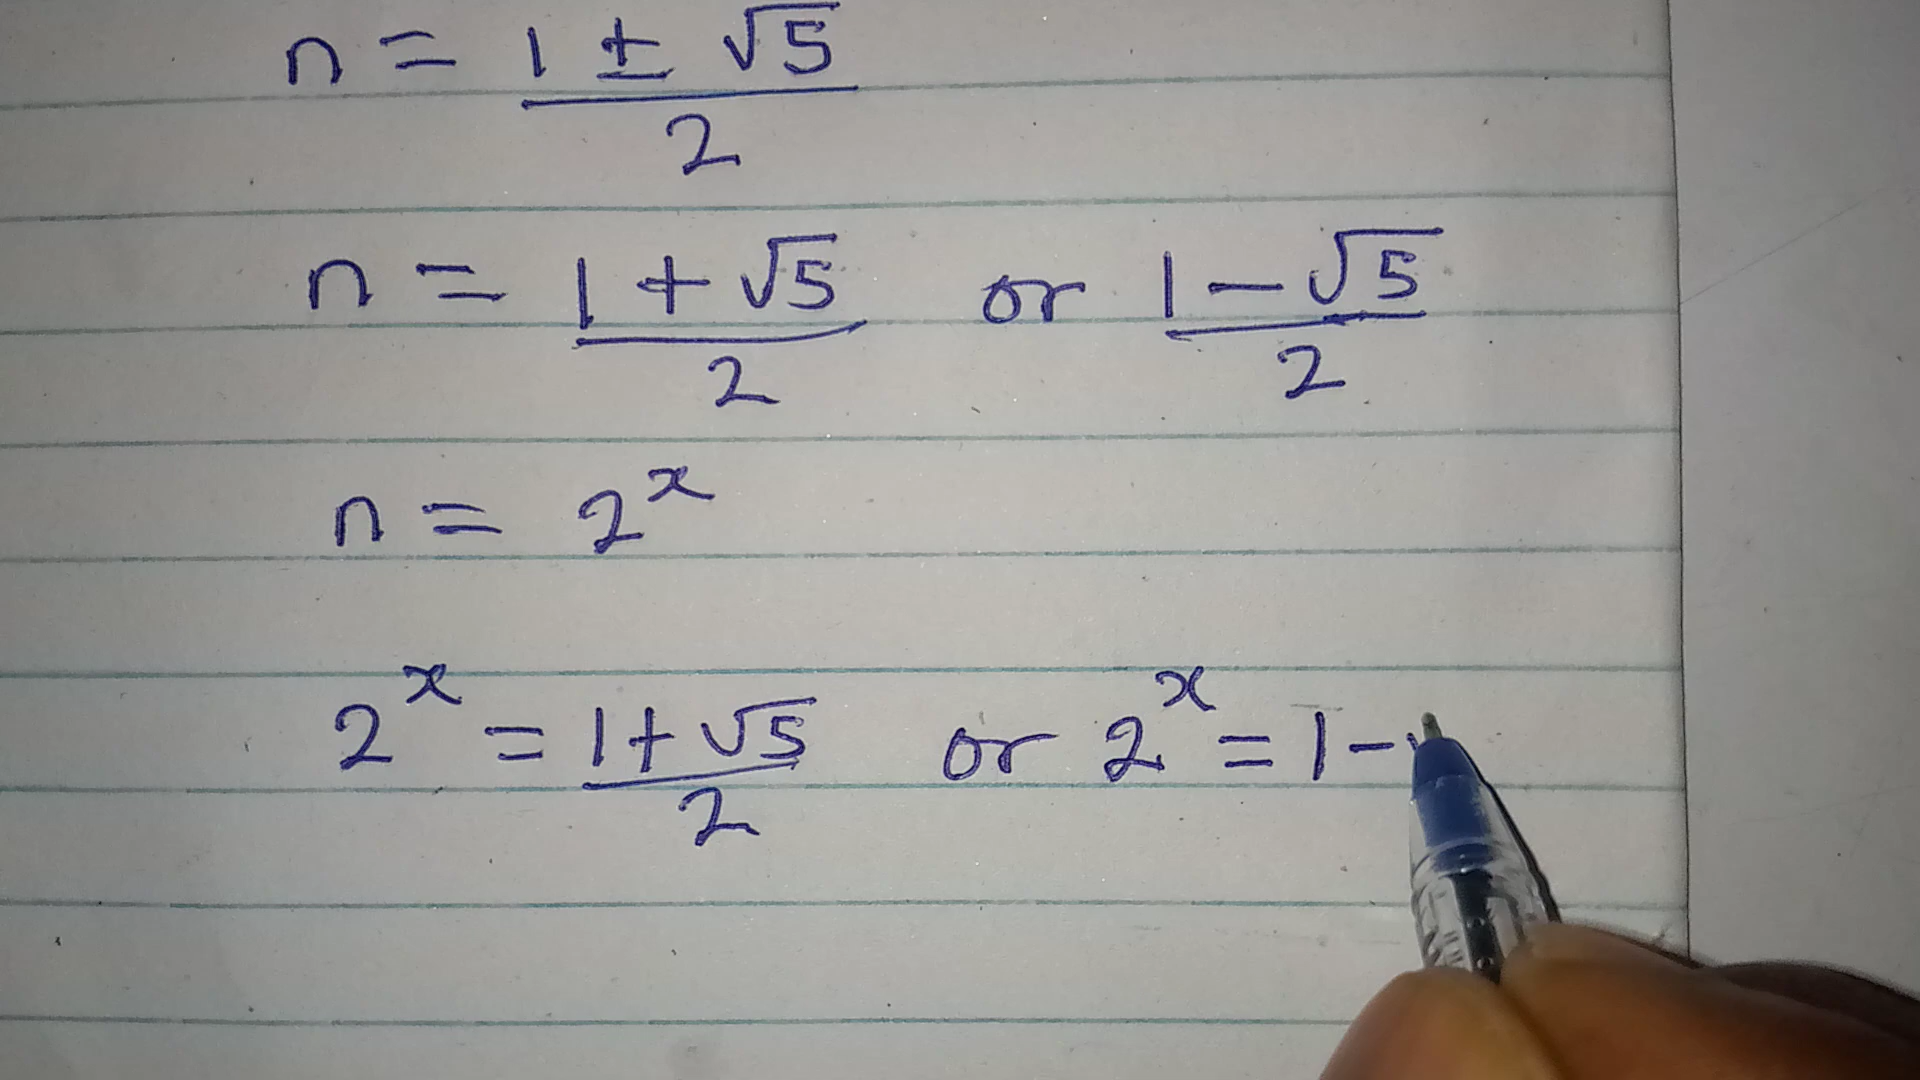 n = (1 ± √5)/2
n = (1 + √5)/2 or (1 − √5)/2
n = 2^x
2^x = (1 + √5)/2 or 2^x = 1 −